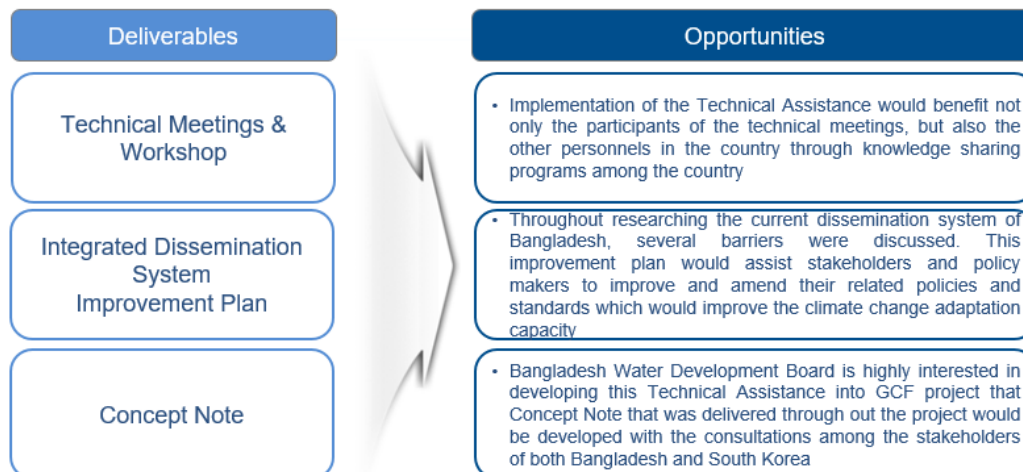 Deliverables
Opportunities
Technical Meetings &
Workshop
• Implementation of the Technical Assistance would benefit not
only the participants of the technical meetings, but also the
other personnels in the country through knowledge sharing
programs among the country
Integrated Dissemination
System
Improvement Plan
• Throughout researching the current dissemination system of
Bangladesh, several barriers were discussed. This
improvement plan would assist stakeholders and policy
makers to improve and amend their related policies and
standards which would improve the climate change adaptation
capacity
Concept Note
• Bangladesh Water Development Board is highly interested in
developing this Technical Assistance into GCF project that
Concept Note that was delivered through out the project would
be developed with the consultations among the stakeholders
of both Bangladesh and South Korea